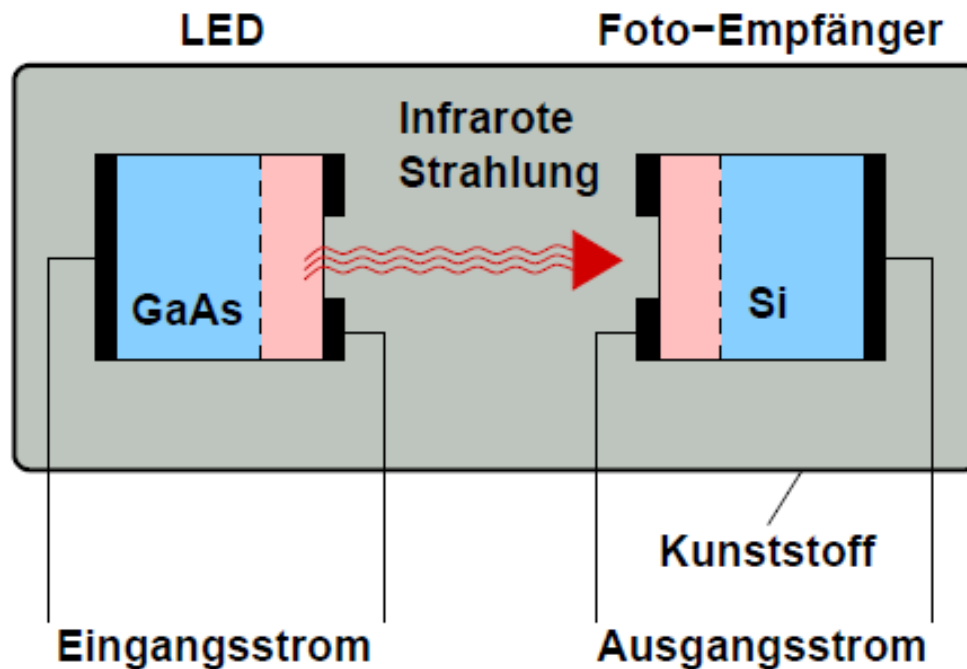 LED
Foto-Empfänger
Infrarote
Strahlung
GaAs
Si
Kunststoff
Eingangsstrom
Ausgangsstrom